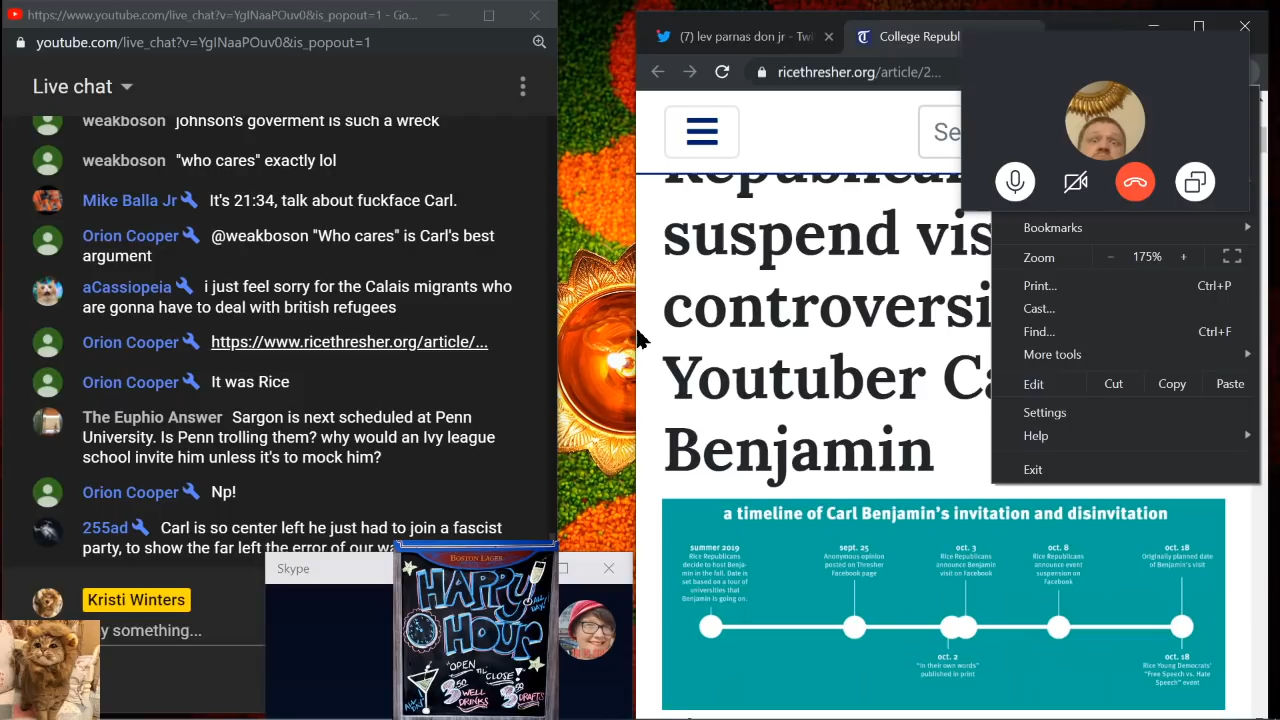 https://www.youtube.com/live_chat?v=YgINaaPOuv0&is_popout=1 - Go...
youtube.com/live_chat?v=YgINaaPOuv0&is_popout=1
Live chat
weakboson johnson's goverment is such a wreck
weakboson "who cares" exactly lol
Mike Balla Jr It's 21:34, talk about fuckface Carl.
Orion Cooper @weakboson "Who cares" is Carl's best
argument
aCassiopeia i just feel sorry for the Calais migrants who
are gonna have to deal with british refugees
Orion Cooper https://www.ricethresher.org/article/...
Orion Cooper It was Rice
The Euphio Answer Sargon is next scheduled at Penn
University. Is Penn trolling them? why would an Ivy league
school invite him unless it's to mock him?
Orion Cooper Np!
255ad Carl is so center left he just had to join a fascist
party, to show the far left the error of our wa
Kristi Winters
y something...
ype
BOSTON LAGER
HAPPY
HOUR
ALL
DAY!
OPEN
TO
CLOSE
3 WELL
DRINKS
3 DRAFTS
(7) lev parnas don jr - Twi
College Republ
ricethresher.org/article/2...
Se
Republica
suspend vis
controversi
Youtuber Ca
Benjamin
Bookmarks
Zoom - 175% +
Print... Ctrl+P
Cast...
Find... Ctrl+F
More tools
Edit Cut Copy Paste
Settings
Help
Exit
a timeline of Carl Benjamin's invitation and disinvitation
summer 2019
Rice Republicans
decide to host Benja-
min in the fall. Date is
set based on a tour of
universities that
Benjamin is going on.
sept. 25
Anonymous opinion
posted on Thresher
Facebook page
oct. 2
"In their own words"
published in print
oct. 3
Rice Republicans
announce Benjamin
visit on Facebook
oct. 8
Rice Republicans
announce event
suspension on
Facebook
oct. 18
Originally planned date
of Benjamin's visit
oct. 18
Rice Young Democrats'
"Free Speech vs. Hate
Speech" event